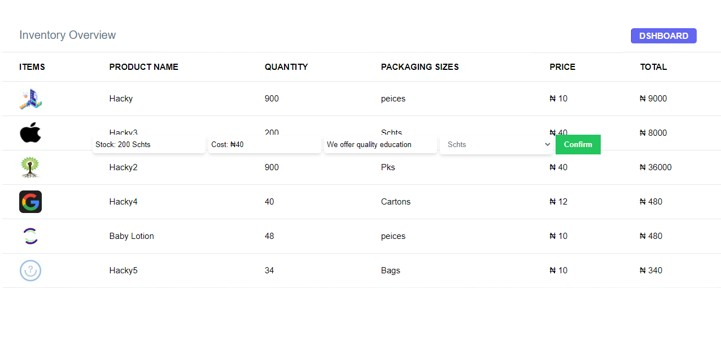 Inventory Overview DSHBOARD
ITEMS PRODUCT NAME QUANTITY PACKAGING SIZES PRICE TOTAL
Hacky 900 peices ₦ 10 ₦ 9000
Hacky3 200 Schts ₦ 40 ₦ 8000
Stock: 200 Schts Cost: ₦40 We offer quality education Schts Confirm
Hacky2 900 Pks ₦ 40 ₦ 36000
Hacky4 40 Cartons ₦ 12 ₦ 480
Baby Lotion 48 peices ₦ 10 ₦ 480
Hacky5 34 Bags ₦ 10 ₦ 340